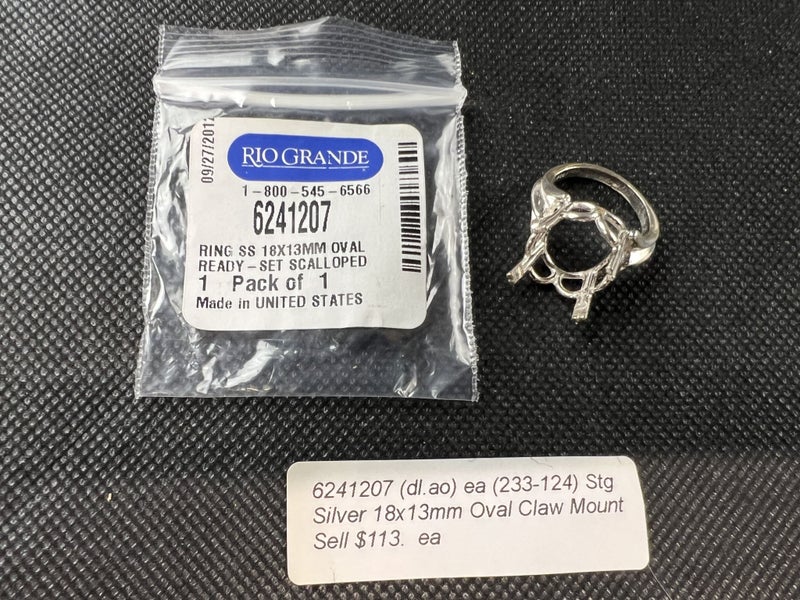 09/27/2012
RIO GRANDE
1-800-545-6566
6241207
RING SS 18X13MM OVAL
READY-SET SCALLOPED
1 Pack of 1
Made in UNITED STATES
6241207 (dl.ao) ea (233-124) Stg
Silver 18x13mm Oval Claw Mount
Sell $113. ea